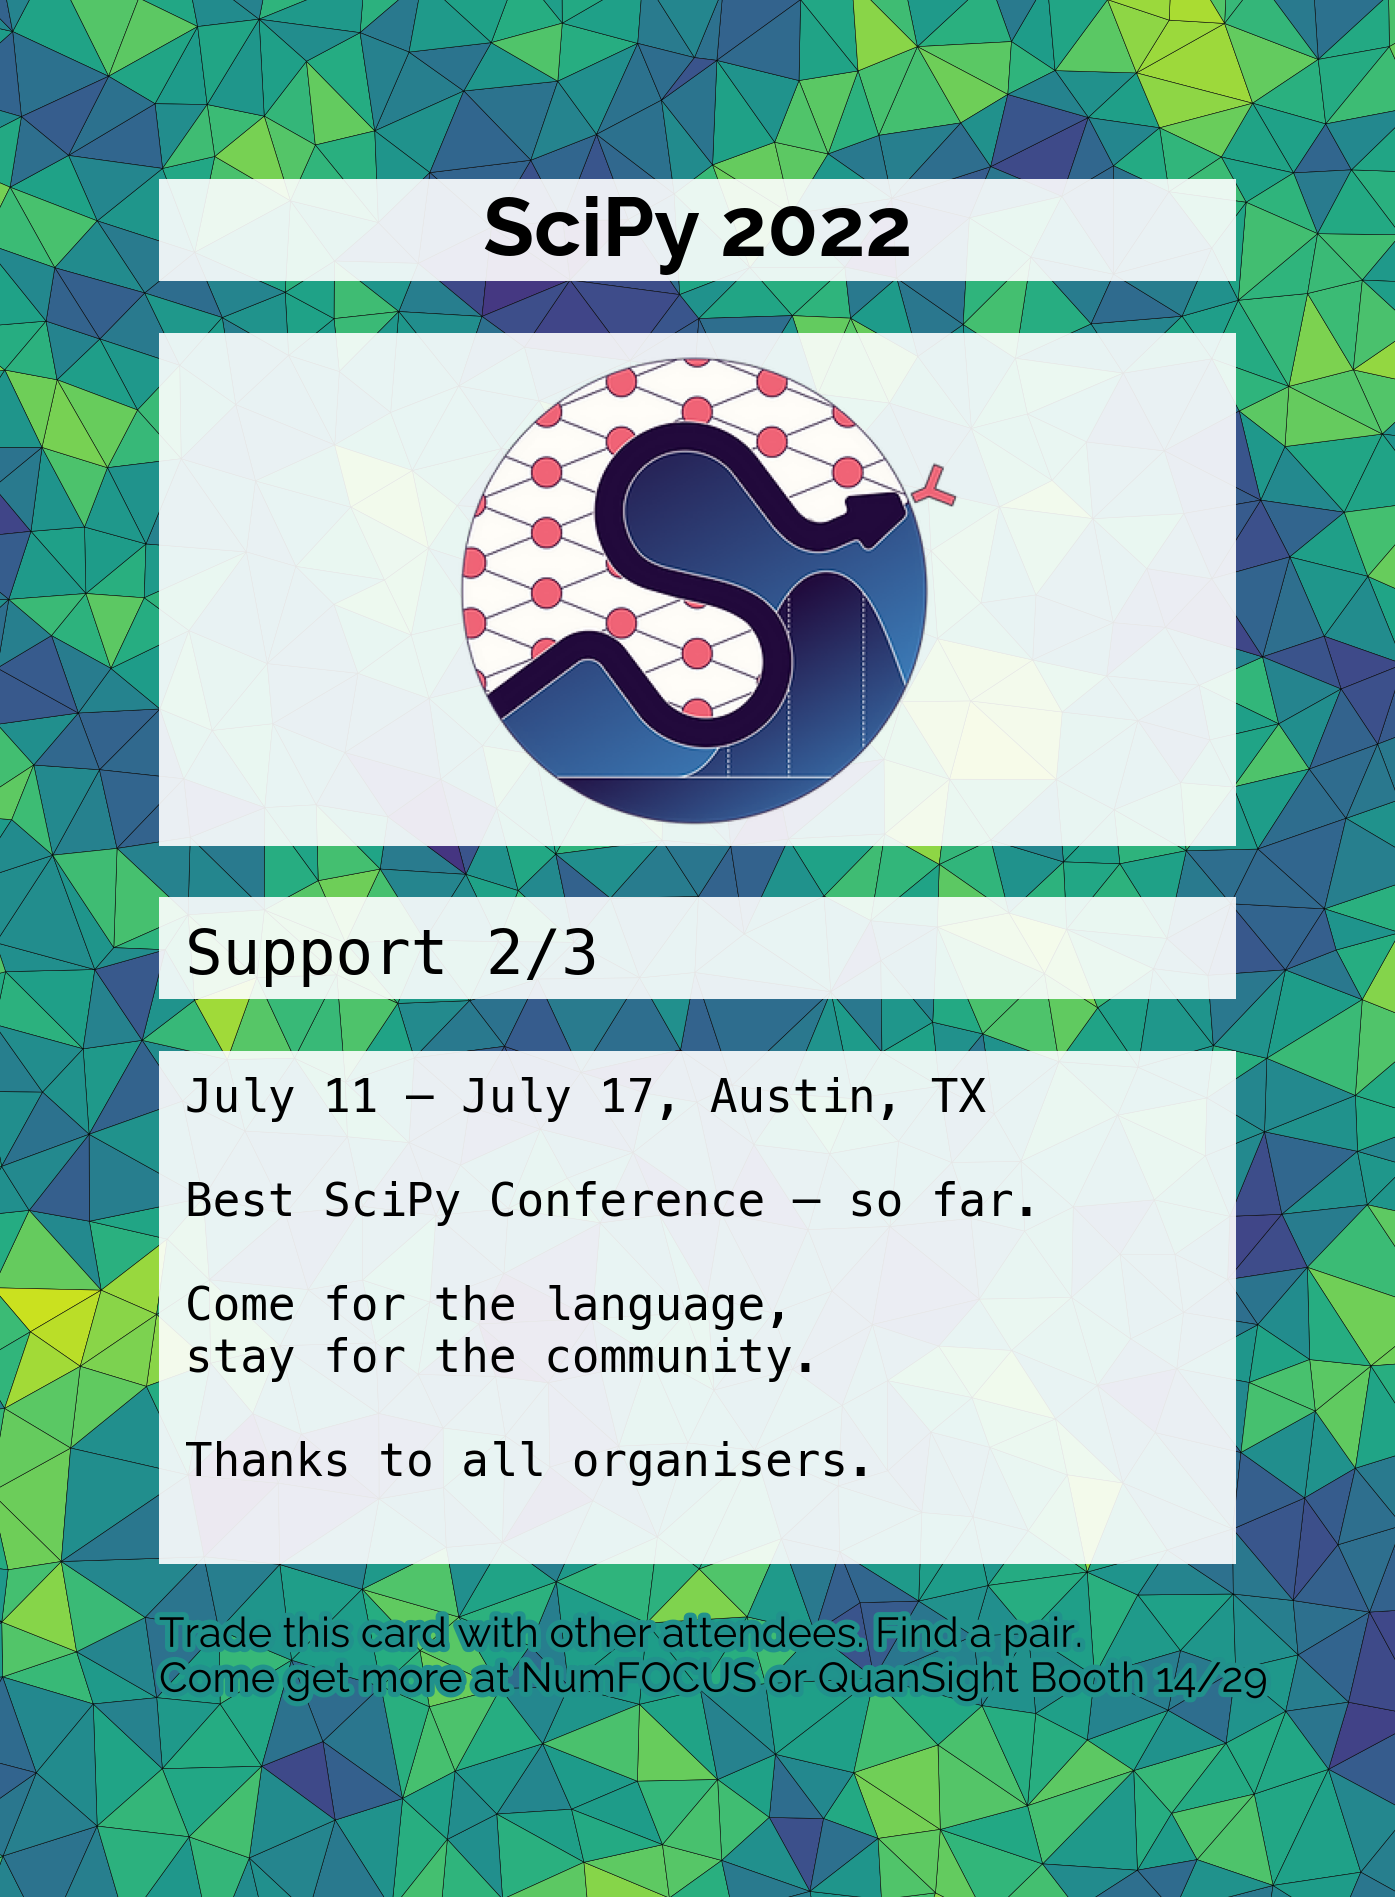 SciPy 2022
Support 2/3
July 11 – July 17, Austin, TX
Best SciPy Conference – so far.
Come for the language,
stay for the community.
Thanks to all organisers.
Trade this card with other attendees. Find a pair.
Come get more at NumFOCUS or QuanSight Booth 14/29